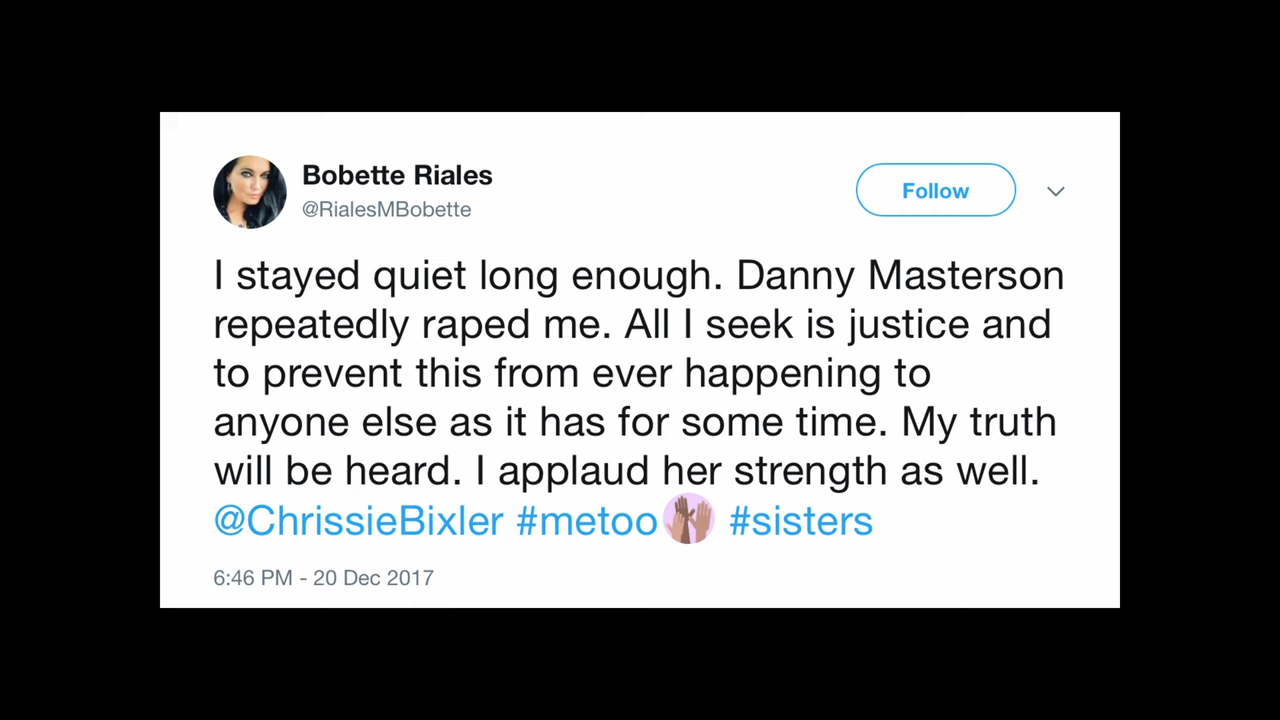 Bobette Riales
@RialesMBobette
Follow
I stayed quiet long enough. Danny Masterson
repeatedly raped me. All I seek is justice and
to prevent this from ever happening to
anyone else as it has for some time. My truth
will be heard. I applaud her strength as well.
@ChrissieBixler #metoo #sisters
6:46 PM - 20 Dec 2017